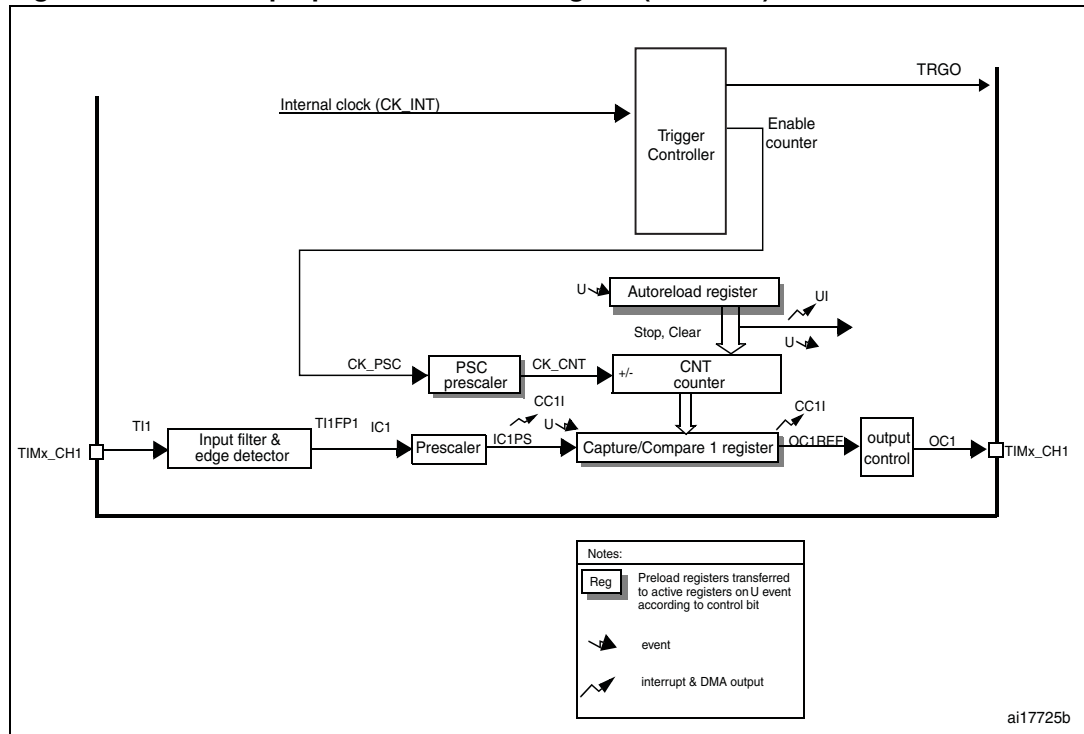 TRGO
Internal clock (CK_INT)
Enable
counter
Trigger
Controller
U
Autoreload register
UI
Stop, Clear
U
CK_PSC
PSC
prescaler
CK_CNT
+/-
CNT
counter
CC1I
CC1I
TI1
TI1FP1
IC1
U
TIMx_CH1
Input filter &
edge detector
Prescaler
IC1PS
Capture/Compare 1 register
OC1REF
output
control
OC1
TIMx_CH1
Notes:
Reg
Preload registers transferred
to active registers on U event
according to control bit
event
interrupt & DMA output
ai17725b